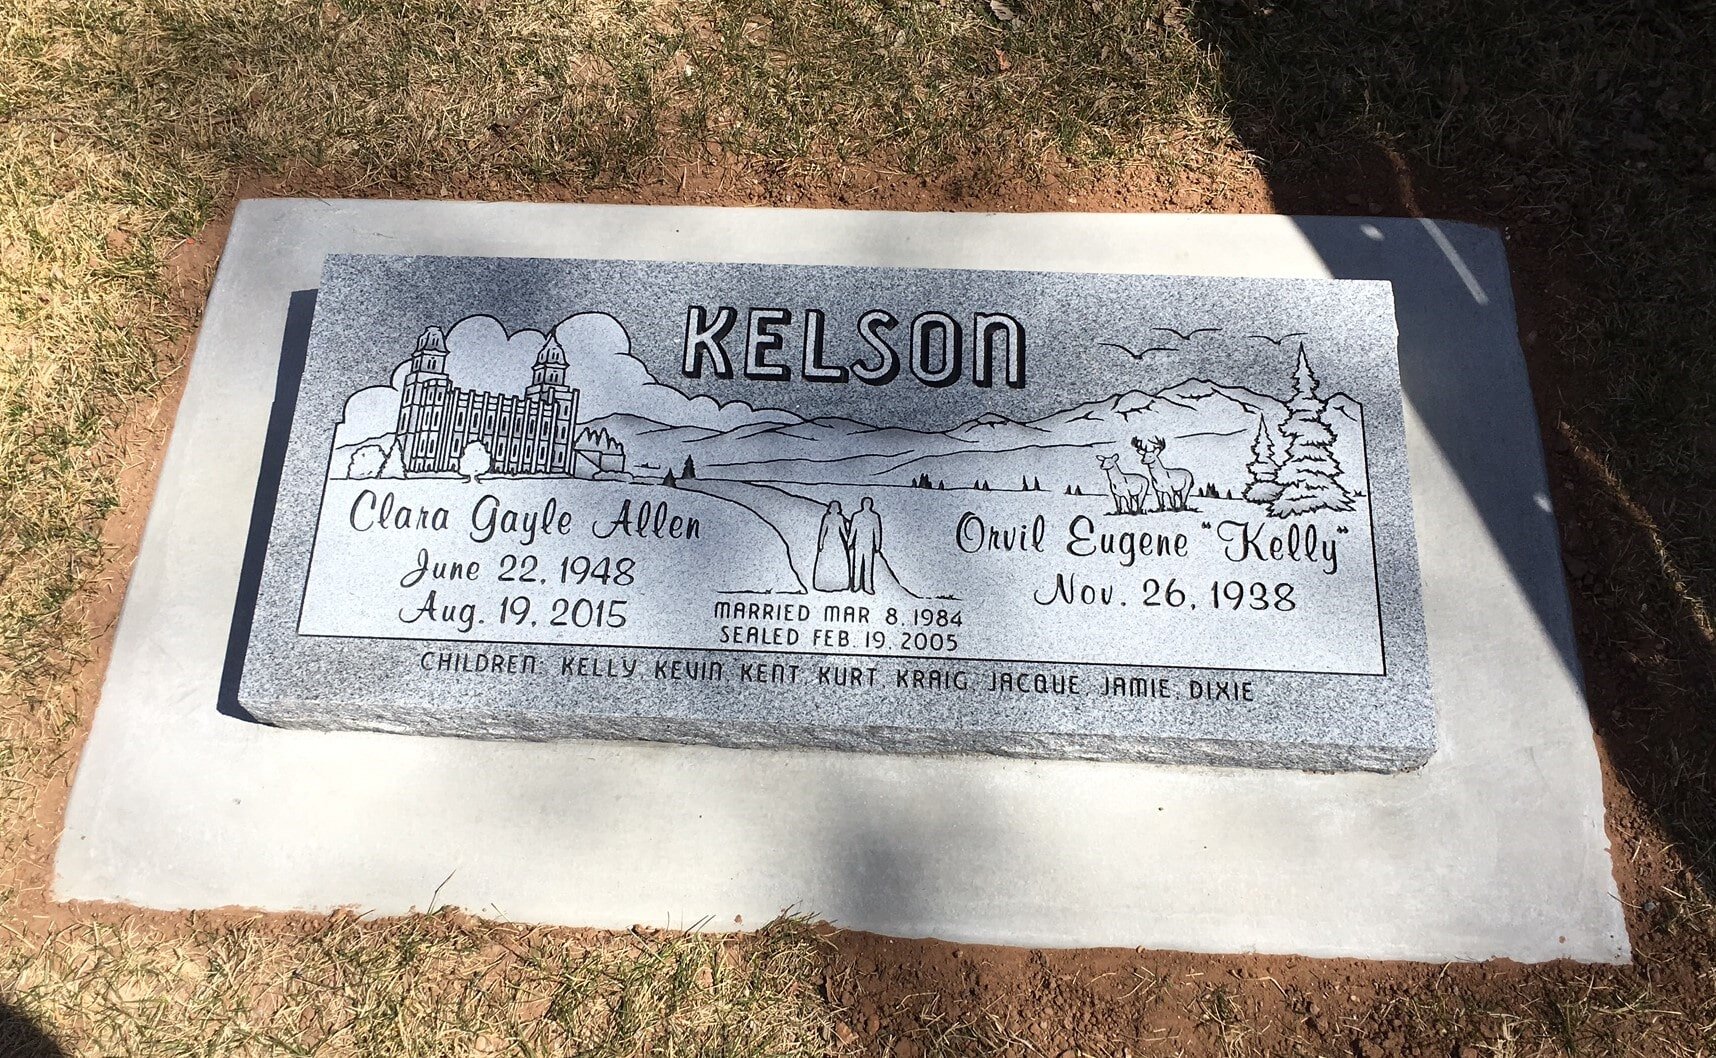 KELSON
Clara Gayle Allen
June 22, 1948
Aug. 19, 2015
Orvil Eugene "Kelly"
Nov. 26, 1938
MARRIED MAR 8, 1984
SEALED FEB. 19, 2005
CHILDREN: KELLY, KEVIN, KENT, KURT, KRAIG, JACQUE, JAMIE, DIXIE